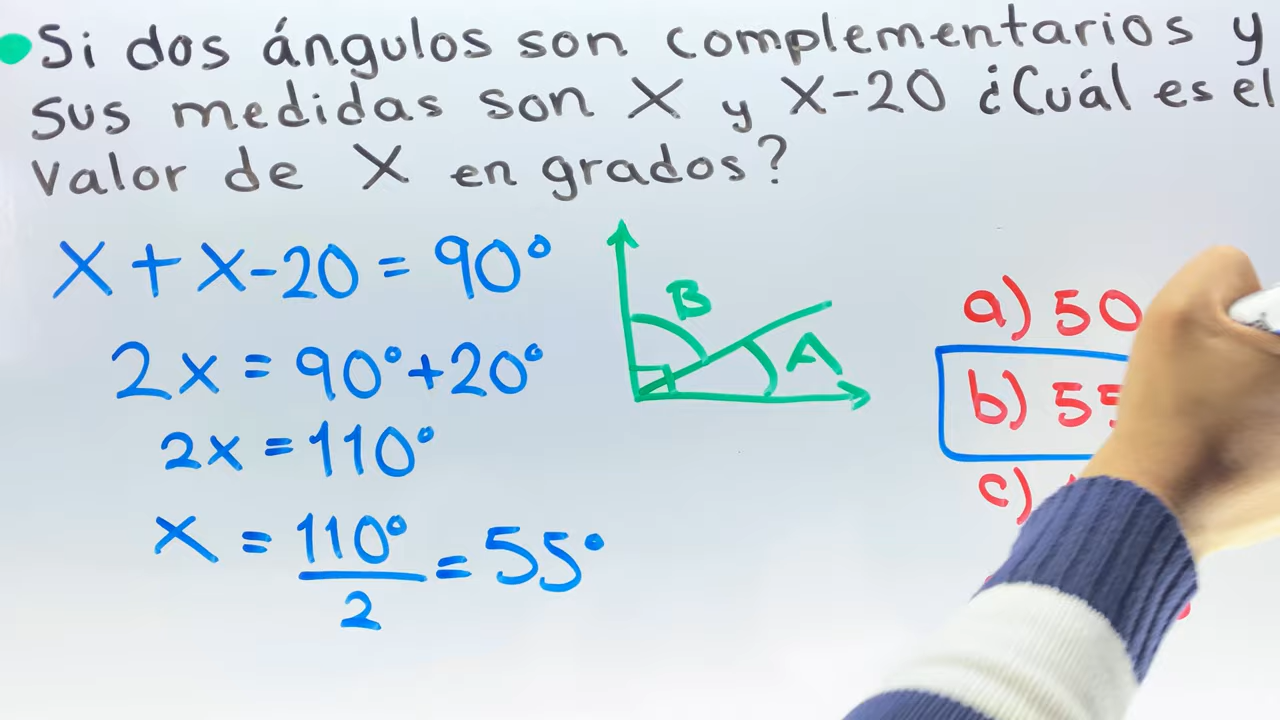 Si dos ángulos son complementarios y
sus medidas son X y X-20 ¿Cuál es el
valor de X en grados?
X + X-20 = 90°
2x = 90°+20°
2x = 110°
x = 110°/2 = 55°
B
A
a) 50
b) 55
c)